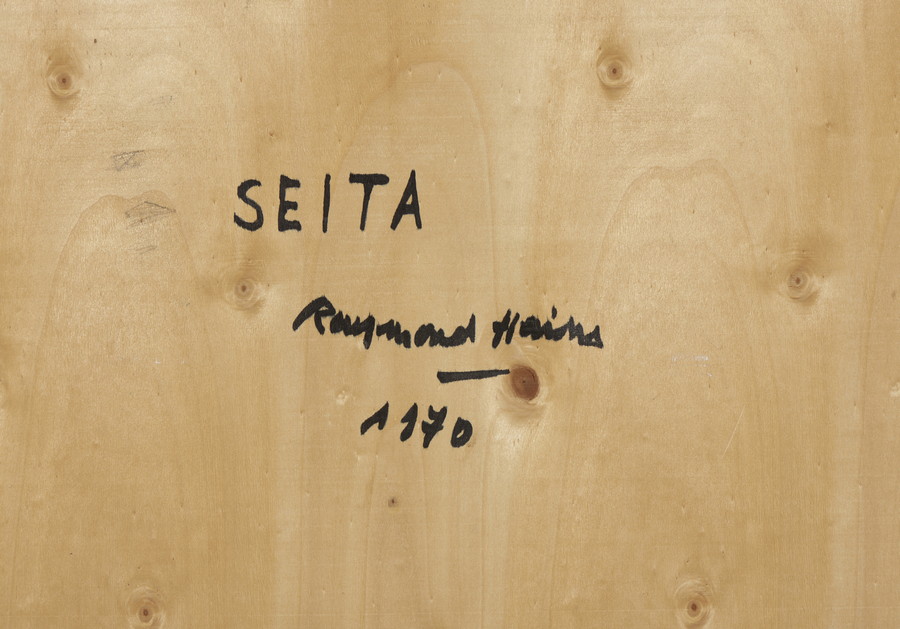 SEITA
Raymond Hains
1970